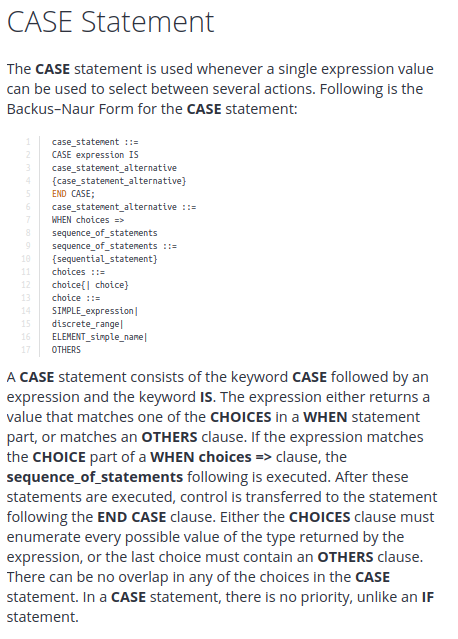 CASE Statement
The CASE statement is used whenever a single expression value
can be used to select between several actions. Following is the
Backus–Naur Form for the CASE statement:
1 case_statement ::=
2 CASE expression IS
3 case_statement_alternative
4 {case_statement_alternative}
5 END CASE;
6 case_statement_alternative ::=
7 WHEN choices =>
8 sequence_of_statements
9 sequence_of_statements ::=
10 {sequential_statement}
11 choices ::=
12 choice{| choice}
13 choice ::=
14 SIMPLE_expression|
15 discrete_range|
16 ELEMENT_simple_name|
17 OTHERS
A CASE statement consists of the keyword CASE followed by an
expression and the keyword IS. The expression either returns a
value that matches one of the CHOICES in a WHEN statement
part, or matches an OTHERS clause. If the expression matches
the CHOICE part of a WHEN choices => clause, the
sequence_of_statements following is executed. After these
statements are executed, control is transferred to the statement
following the END CASE clause. Either the CHOICES clause must
enumerate every possible value of the type returned by the
expression, or the last choice must contain an OTHERS clause.
There can be no overlap in any of the choices in the CASE
statement. In a CASE statement, there is no priority, unlike an IF
statement.